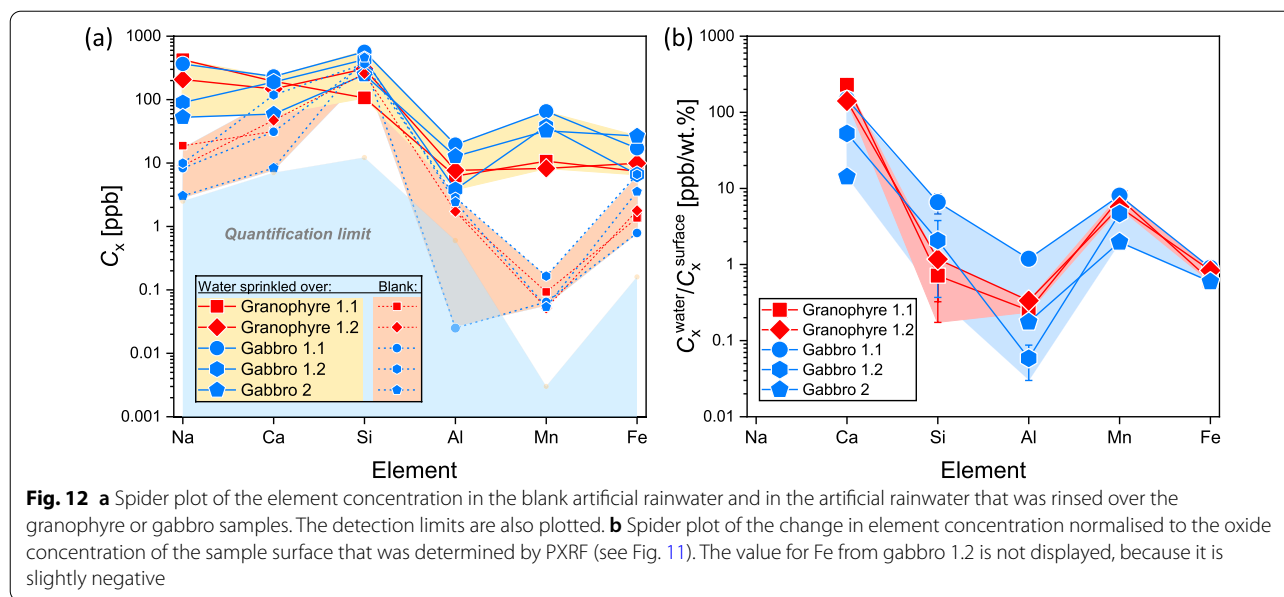 (a)
1000
100
10
1
0.1
0.01
0.001
Cx [ppb]
Quantification limit
Water sprinkled over: Blank:
Granophyre 1.1
Granophyre 1.2
Gabbro 1.1
Gabbro 1.2
Gabbro 2
Na Ca Si Al Mn Fe
Element
(b)
1000
100
10
1
0.1
0.01
Cx^water/Cx^surface [ppb/wt.%]
Granophyre 1.1
Granophyre 1.2
Gabbro 1.1
Gabbro 1.2
Gabbro 2
Na Ca Si Al Mn Fe
Element
Fig. 12 a Spider plot of the element concentration in the blank artificial rainwater and in the artificial rainwater that was rinsed over the
granophyre or gabbro samples. The detection limits are also plotted. b Spider plot of the change in element concentration normalised to the oxide
concentration of the sample surface that was determined by PXRF (see Fig. 11). The value for Fe from gabbro 1.2 is not displayed, because it is
slightly negative